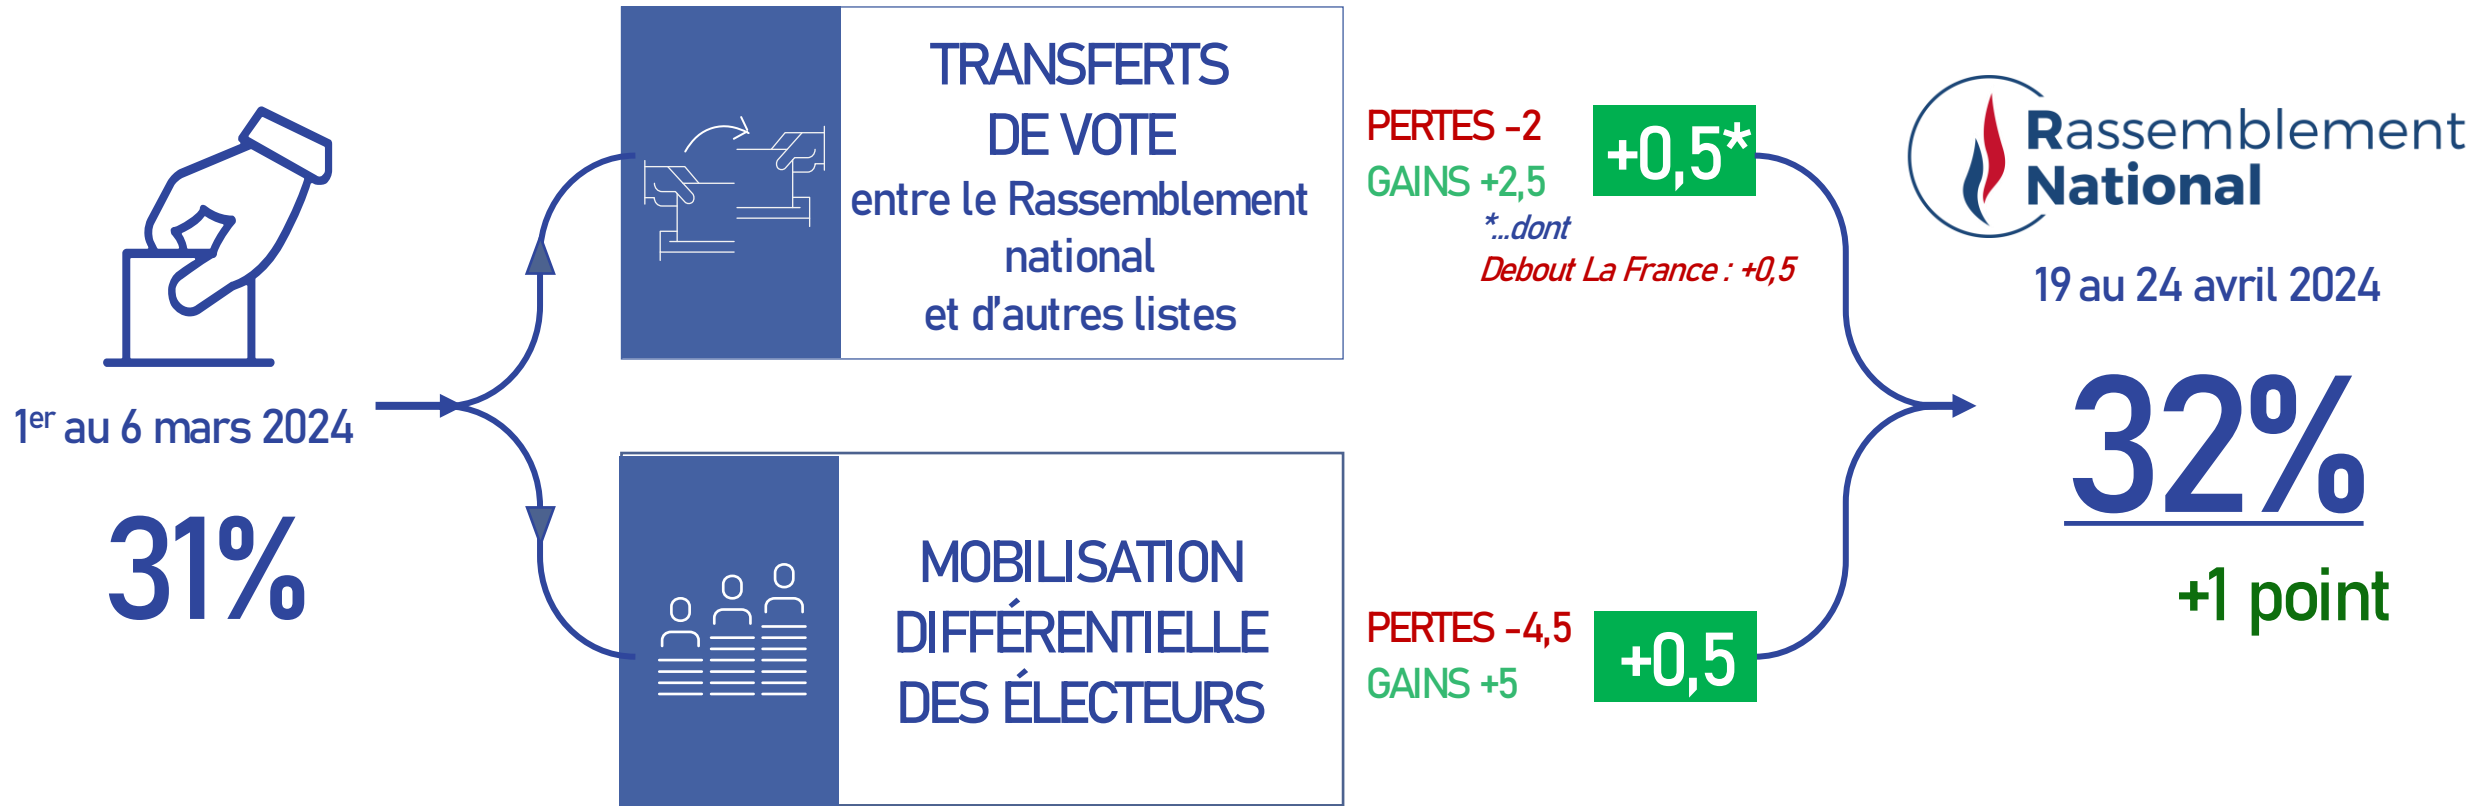 1er au 6 mars 2024
31%
TRANSFERTS
DE VOTE
entre le Rassemblement
national
et d'autres listes
PERTES -2
GAINS +2,5
+0,5*
*...dont
Debout La France : +0,5
MOBILISATION
DIFFÉRENTIELLE
DES ÉLECTEURS
PERTES -4,5
GAINS +5
+0,5
Rassemblement
National
19 au 24 avril 2024
32%
+1 point